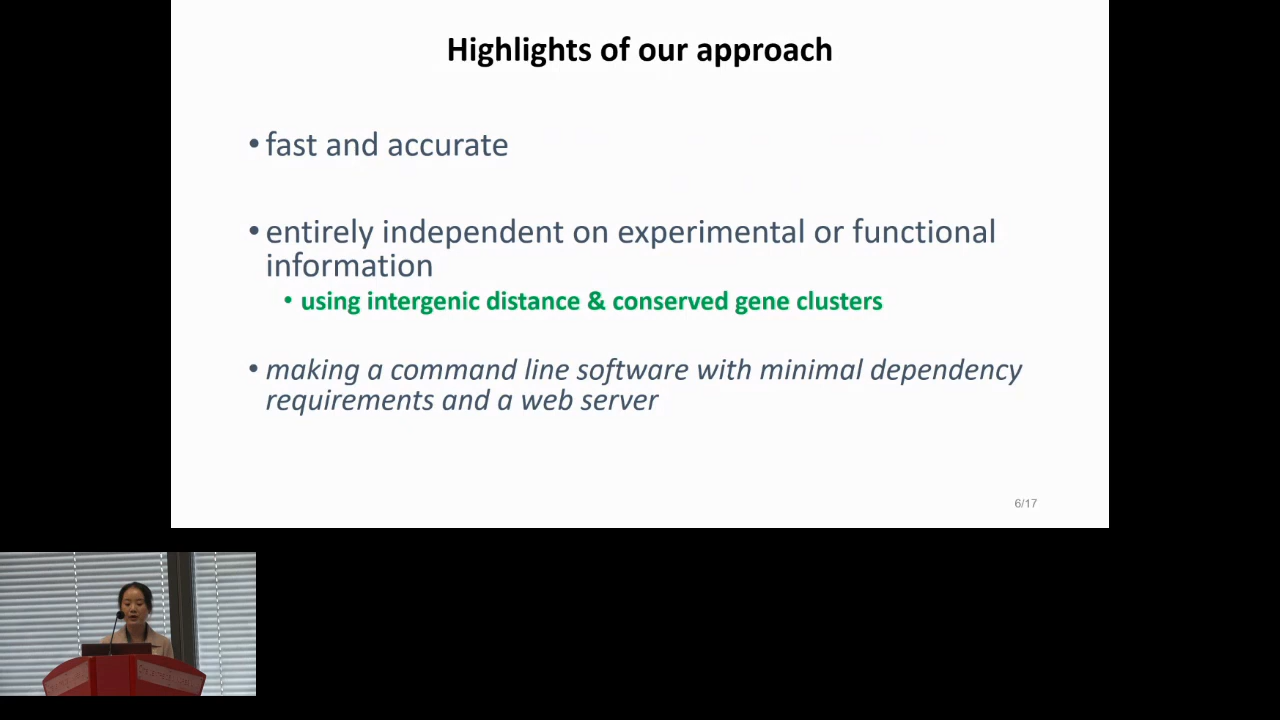 Highlights of our approach
• fast and accurate
• entirely independent on experimental or functional
information
• using intergenic distance & conserved gene clusters
• making a command line software with minimal dependency
requirements and a web server
6/17